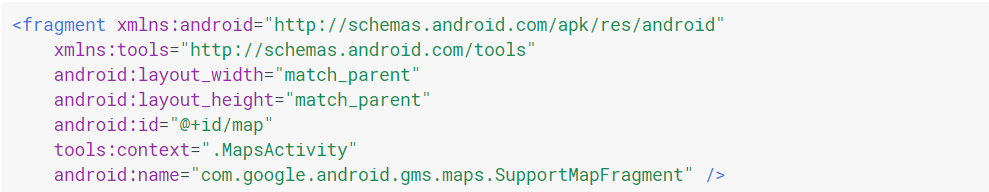 <fragment xmlns:android="http://schemas.android.com/apk/res/android"
    xmlns:tools="http://schemas.android.com/tools"
    android:layout_width="match_parent"
    android:layout_height="match_parent"
    android:id="@+id/map"
    tools:context=".MapsActivity"
    android:name="com.google.android.gms.maps.SupportMapFragment" />